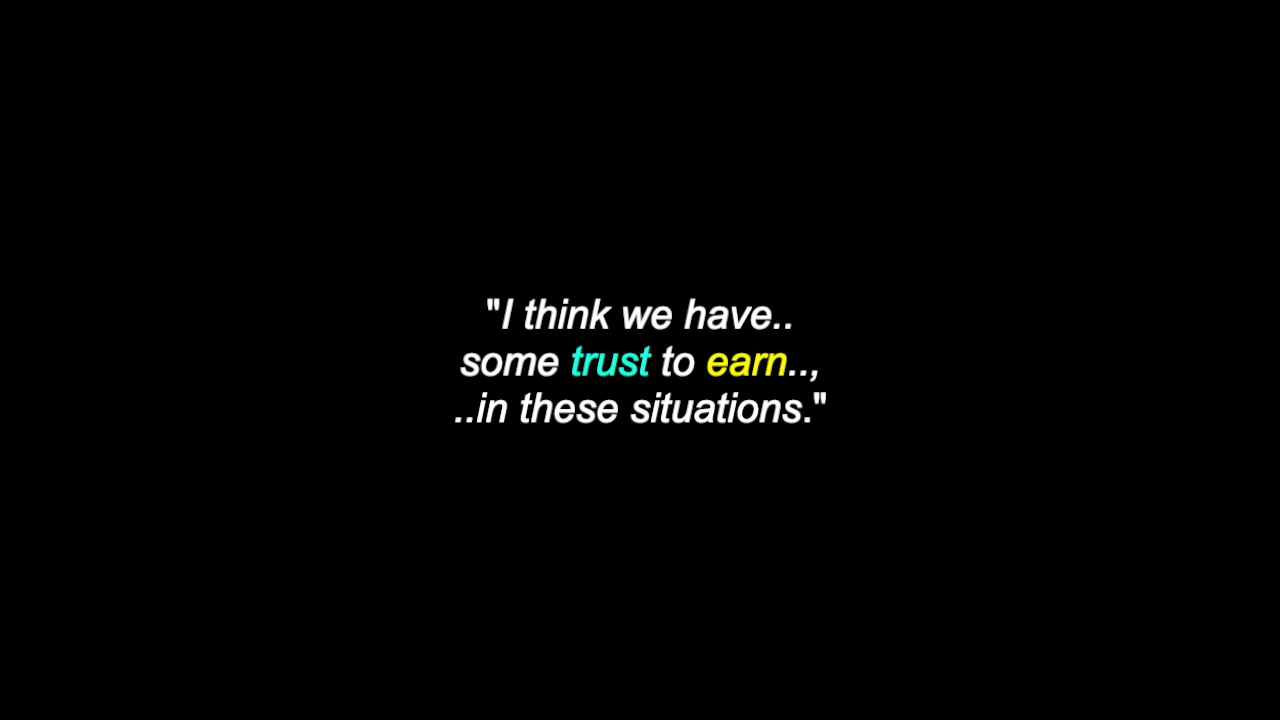 "I think we have..
some trust to earn..,
..in these situations."